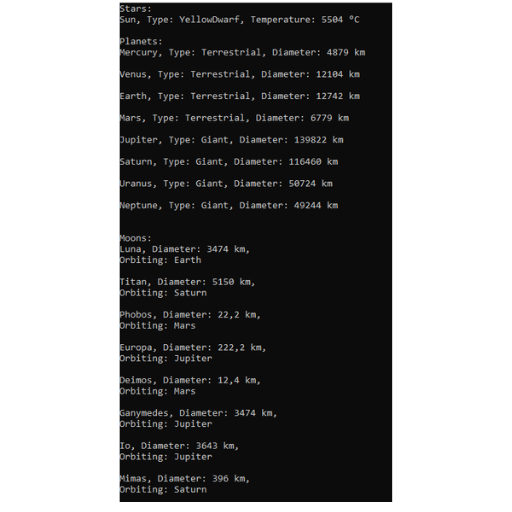 Stars:
Sun, Type: YellowDwarf, Temperature: 5504 ºC
Planets:
Mercury, Type: Terrestrial, Diameter: 4879 km
Venus, Type: Terrestrial, Diameter: 12104 km
Earth, Type: Terrestrial, Diameter: 12742 km
Mars, Type: Terrestrial, Diameter: 6779 km
Jupiter, Type: Giant, Diameter: 139822 km
Saturn, Type: Giant, Diameter: 116460 km
Uranus, Type: Giant, Diameter: 50724 km
Neptune, Type: Giant, Diameter: 49244 km
Moons:
Luna, Diameter: 3474 km,
Orbiting: Earth
Titan, Diameter: 5150 km,
Orbiting: Saturn
Phobos, Diameter: 22,2 km,
Orbiting: Mars
Europa, Diameter: 222,2 km,
Orbiting: Jupiter
Deimos, Diameter: 12,4 km,
Orbiting: Mars
Ganymedes, Diameter: 3474 km,
Orbiting: Jupiter
Io, Diameter: 3643 km,
Orbiting: Jupiter
Mimas, Diameter: 396 km,
Orbiting: Saturn